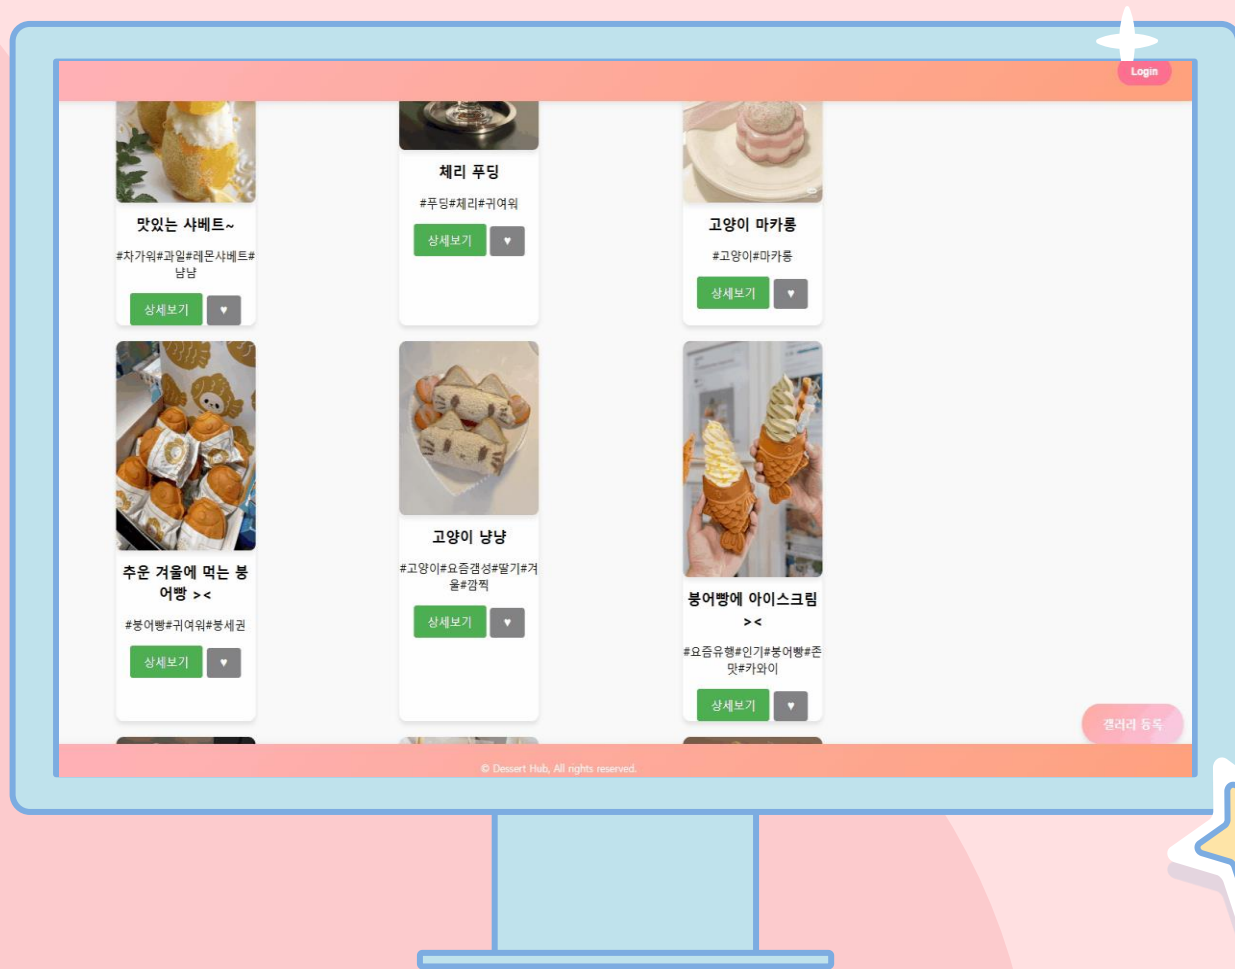 Login
맛있는 샤베트~
#차가워#과일#레몬샤베트#
냠냠
상세보기 ♥
체리 푸딩
#푸딩#체리#귀여워
상세보기 ♥
고양이 마카롱
#고양이#마카롱
상세보기 ♥
추운 겨울에 먹는 붕
어빵 ><
#붕어빵#귀여워#붕세권
상세보기 ♥
고양이 냥냥
#고양이#요즘갬성#딸기#겨
울#깜찍
상세보기 ♥
붕어빵에 아이스크림
><
#요즘유행#인기#붕어빵#존
맛#카와이
상세보기 ♥
갤러리 등록
© Dessert Hub, All rights reserved.